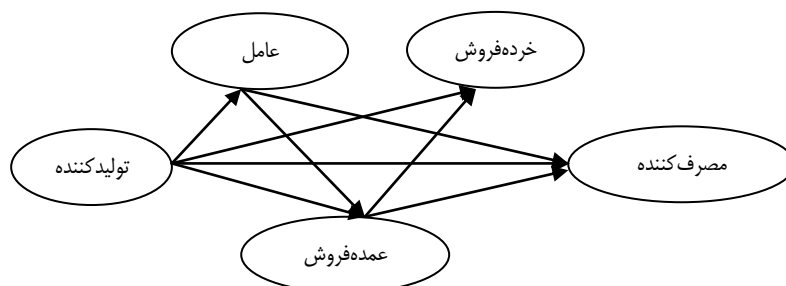 خرده‌فروش
عامل
مصرف‌کننده
تولیدکننده
عمده‌فروش